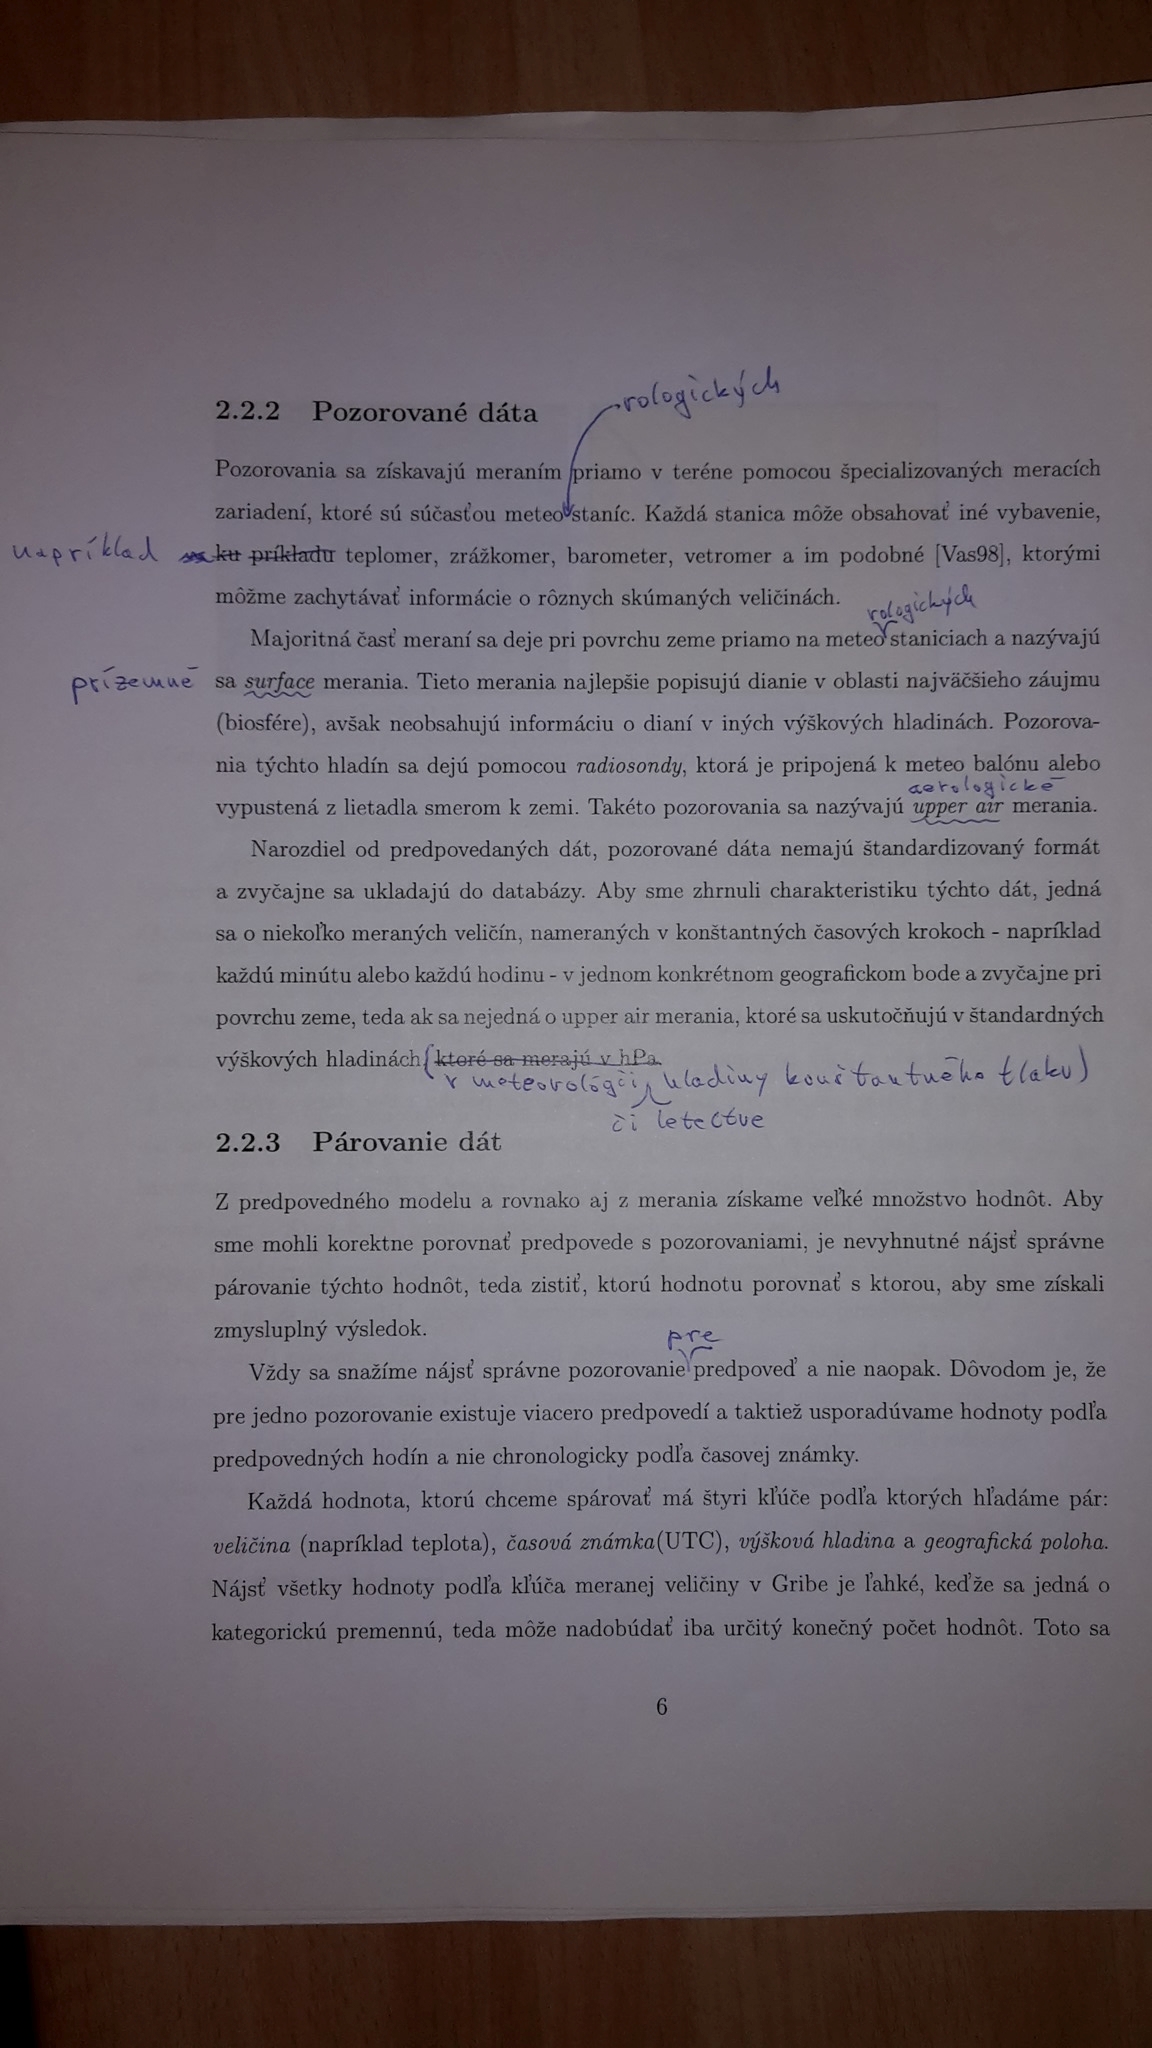 rologických
2.2.2 Pozorované dáta
Pozorovania sa získavajú meraním priamo v teréne pomocou špecializovaných meracích
zariadení, ktoré sú súčasťou meteo staníc. Každá stanica môže obsahovať iné vybavenie,
napríklad ku príkladu teplomer, zrážkomer, barometer, vetromer a im podobné [Vas98], ktorými
môžme zachytávať informácie o rôznych skúmaných veličinách.
rologických
Majoritná časť meraní sa deje pri povrchu zeme priamo na meteo staniciach a nazývajú
prízemné sa surface merania. Tieto merania najlepšie popisujú dianie v oblasti najväčšieho záujmu
(biosfére), avšak neobsahujú informáciu o dianí v iných výškových hladinách. Pozorova-
nia týchto hladín sa dejú pomocou radiosondy, ktorá je pripojená k meteo balónu alebo
aerologické
vypustená z lietadla smerom k zemi. Takéto pozorovania sa nazývajú upper air merania.
Narozdiel od predpovedaných dát, pozorované dáta nemajú štandardizovaný formát
a zvyčajne sa ukladajú do databázy. Aby sme zhrnuli charakteristiku týchto dát, jedná
sa o niekoľko meraných veličín, nameraných v konštantných časových krokoch - napríklad
každú minútu alebo každú hodinu - v jednom konkrétnom geografickom bode a zvyčajne pri
povrchu zeme, teda ak sa nejedná o upper air merania, ktoré sa uskutočňujú v štandardných
výškových hladinách ( ktoré sa merajú v hPa.
v meteorológii hladiny konštantného tlaku)
či letectve
2.2.3 Párovanie dát
Z predpovedného modelu a rovnako aj z merania získame veľké množstvo hodnôt. Aby
sme mohli korektne porovnať predpovede s pozorovaniami, je nevyhnutné nájsť správne
párovanie týchto hodnôt, teda zistiť, ktorú hodnotu porovnať s ktorou, aby sme získali
zmysluplný výsledok.
pre
Vždy sa snažíme nájsť správne pozorovanie predpoveď a nie naopak. Dôvodom je, že
pre jedno pozorovanie existuje viacero predpovedí a taktiež usporadúvame hodnoty podľa
predpovedných hodín a nie chronologicky podľa časovej známky.
Každá hodnota, ktorú chceme spárovať má štyri kľúče podľa ktorých hľadáme pár:
veličina (napríklad teplota), časová známka(UTC), výšková hladina a geografická poloha.
Nájsť všetky hodnoty podľa kľúča meranej veličiny v Gribe je ľahké, keďže sa jedná o
kategorickú premennú, teda môže nadobúdať iba určitý konečný počet hodnôt. Toto sa
6